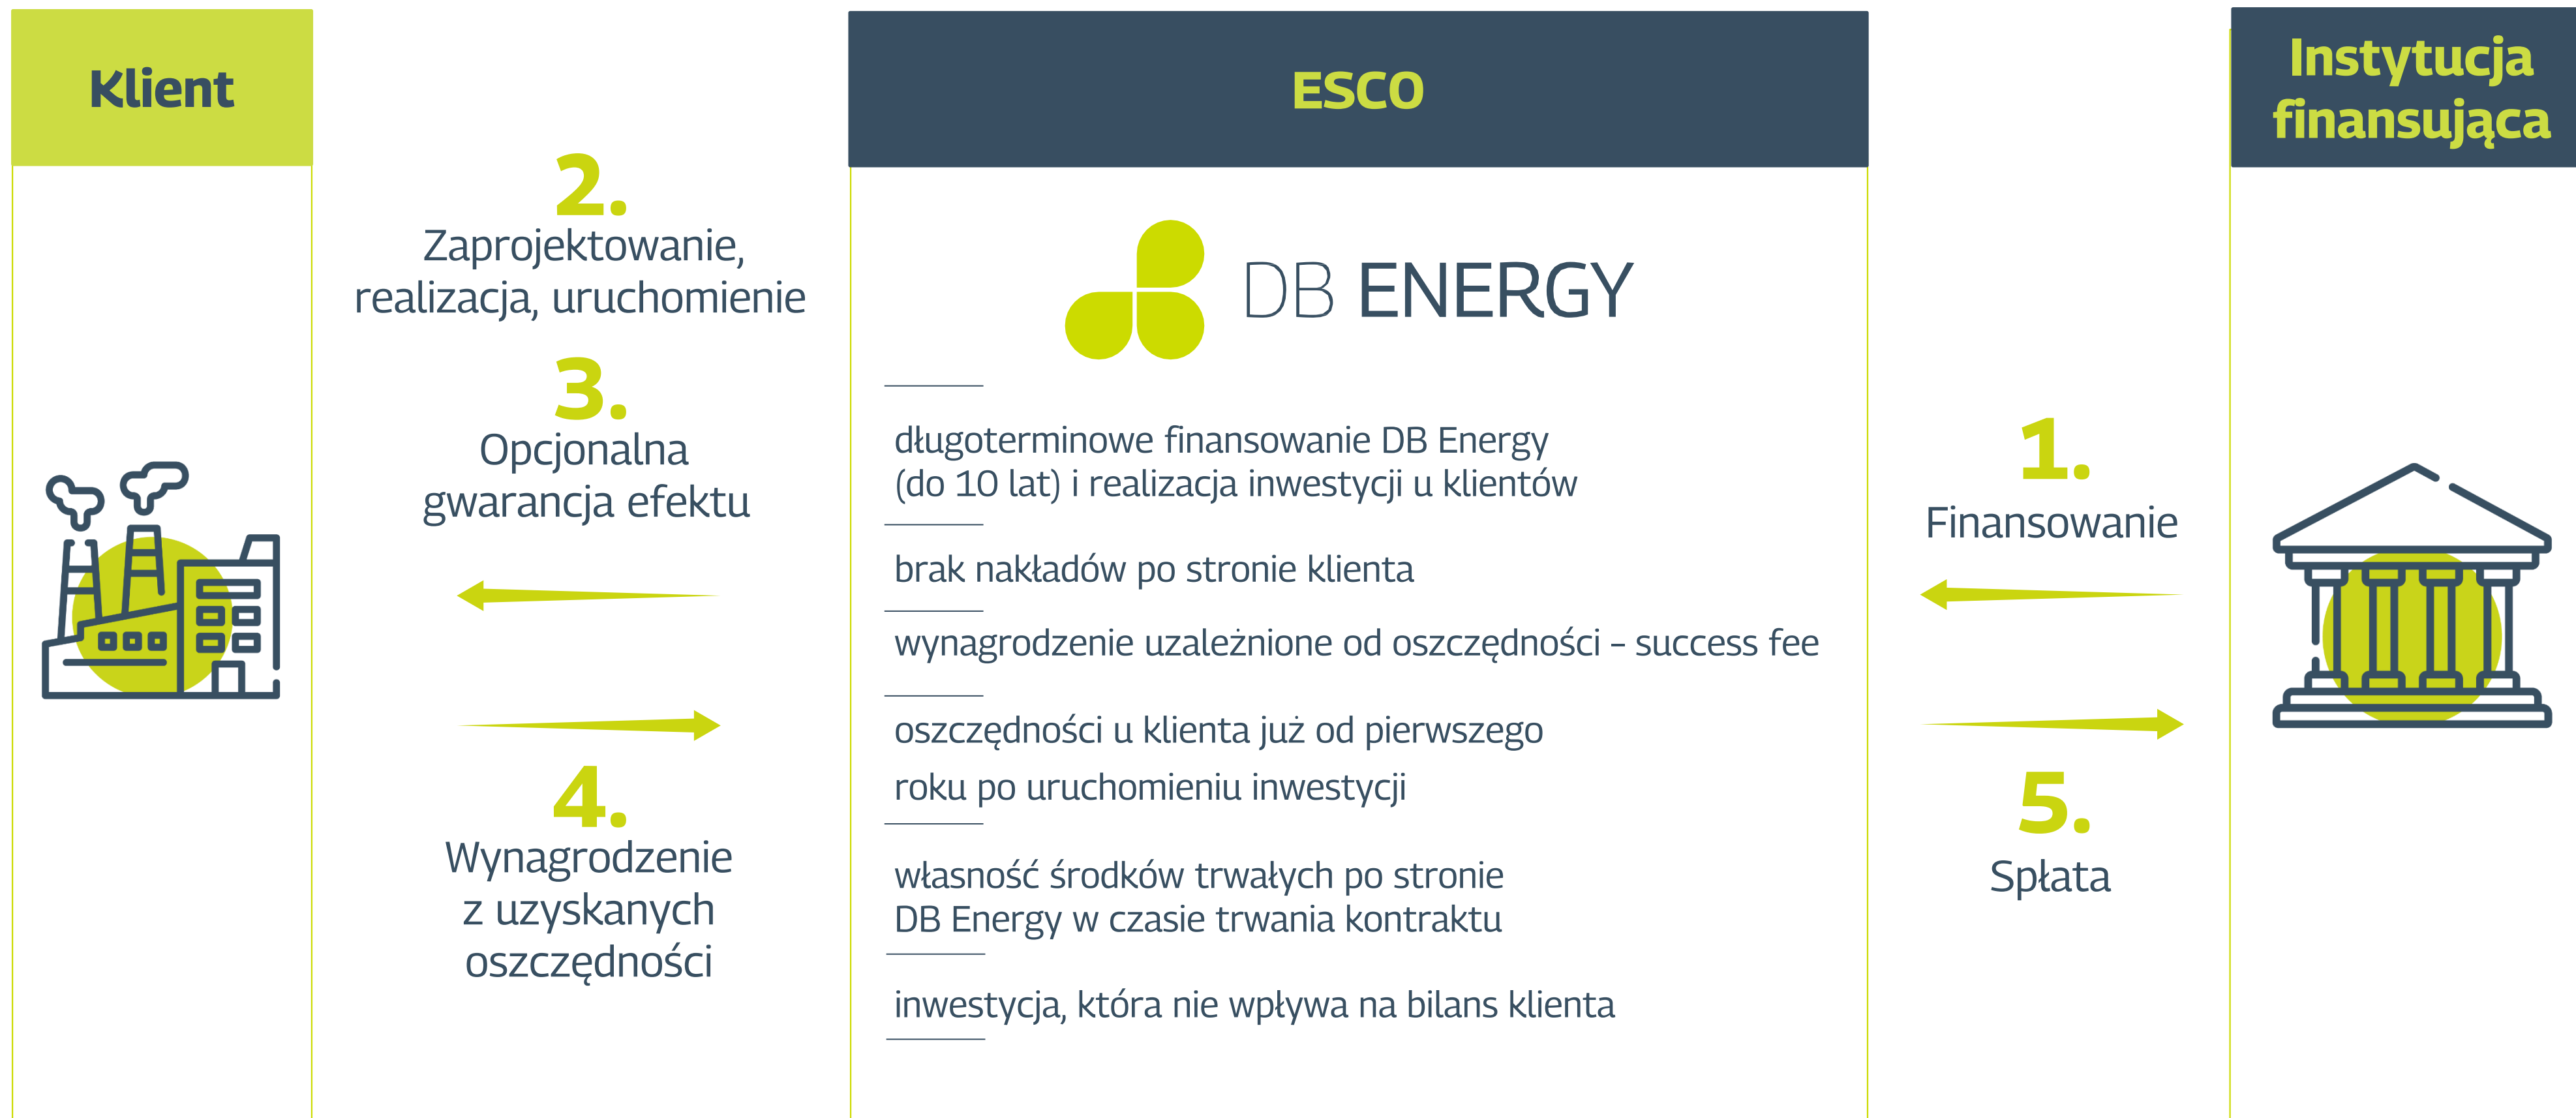 Klient
2.
Zaprojektowanie,
realizacja, uruchomienie
3.
Opcjonalna
gwarancja efektu
4.
Wynagrodzenie
z uzyskanych
oszczędności
ESCO
DB ENERGY
długoterminowe finansowanie DB Energy
(do 10 lat) i realizacja inwestycji u klientów
brak nakładów po stronie klienta
wynagrodzenie uzależnione od oszczędności – success fee
oszczędności u klienta już od pierwszego
roku po uruchomieniu inwestycji
własność środków trwałych po stronie
DB Energy w czasie trwania kontraktu
inwestycja, która nie wpływa na bilans klienta
1.
Finansowanie
5.
Spłata
Instytucja
finansująca